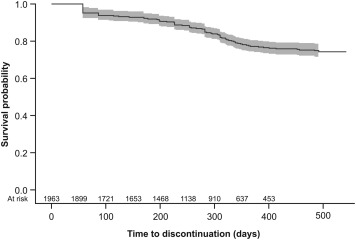 1.0
0.8
0.6
0.4
0.2
0.0
Survival probability
At risk 1963 1899 1721 1653 1468 1138 910 637 453
0 100 200 300 400 500
Time to discontinuation (days)